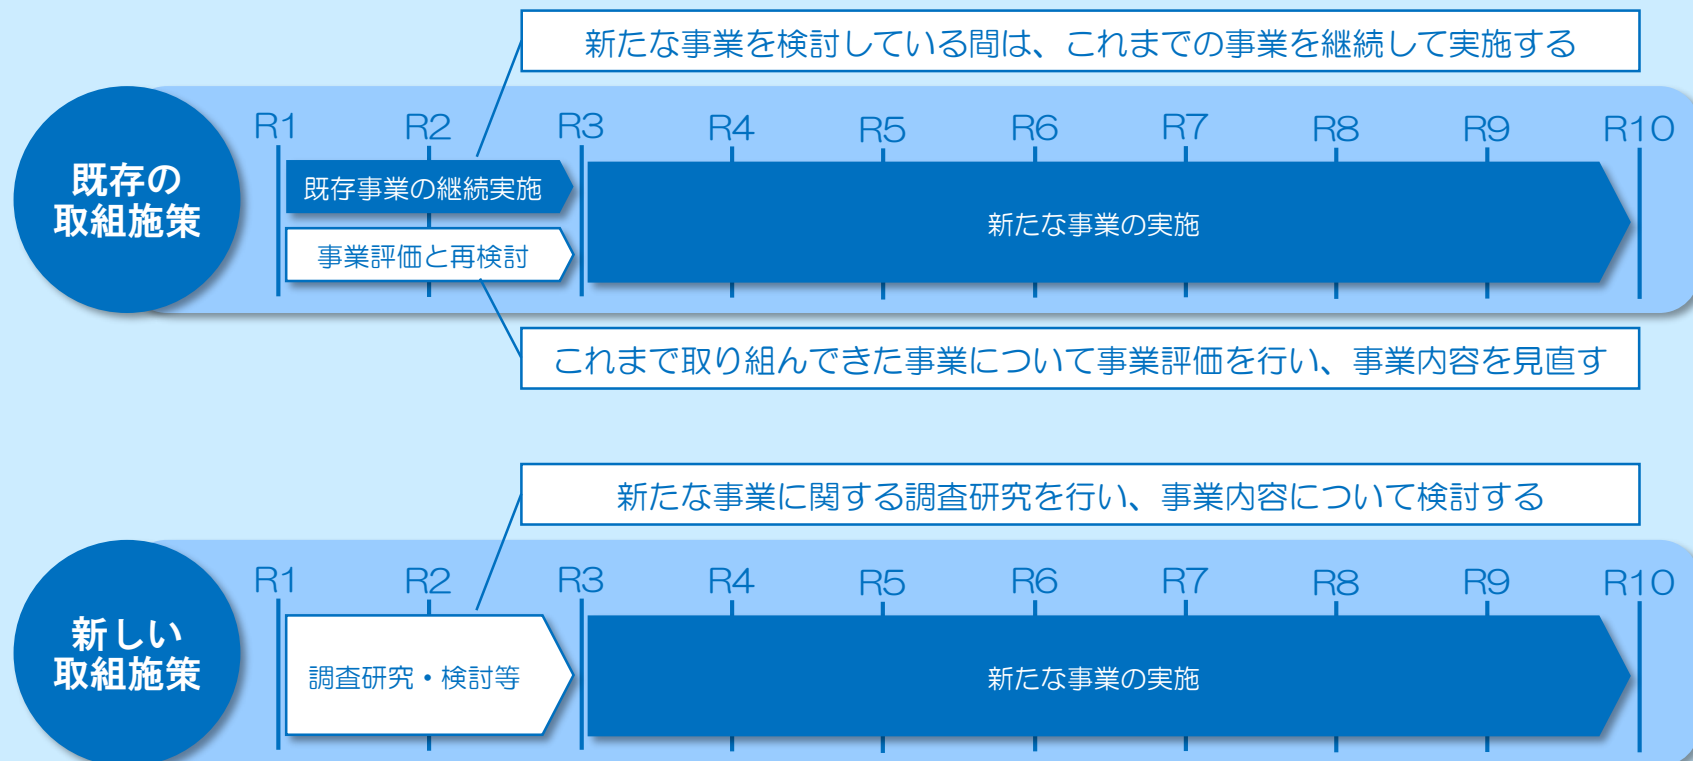 新たな事業を検討している間は、これまでの事業を継続して実施する
R1 R2 R3 R4 R5 R6 R7 R8 R9 R10
既存の
取組施策
既存事業の継続実施
事業評価と再検討
新たな事業の実施
これまで取り組んできた事業について事業評価を行い、事業内容を見直す
新たな事業に関する調査研究を行い、事業内容について検討する
R1 R2 R3 R4 R5 R6 R7 R8 R9 R10
新しい
取組施策
調査研究・検討等
新たな事業の実施